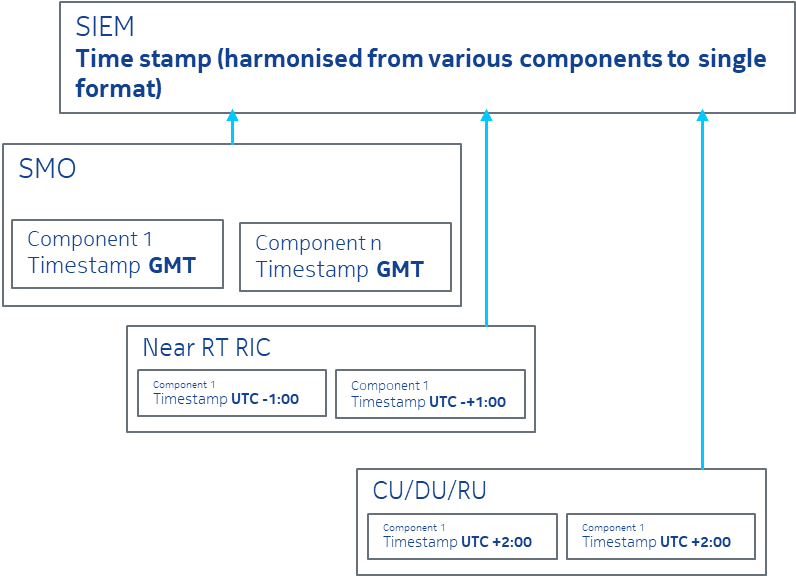 SIEM
Time stamp (harmonised from various components to single
format)
SMO
Component 1
Timestamp GMT
Component n
Timestamp GMT
Near RT RIC
Component 1
Timestamp UTC -1:00
Component 1
Timestamp UTC -+1:00
CU/DU/RU
Component 1
Timestamp UTC +2:00
Component 1
Timestamp UTC +2:00